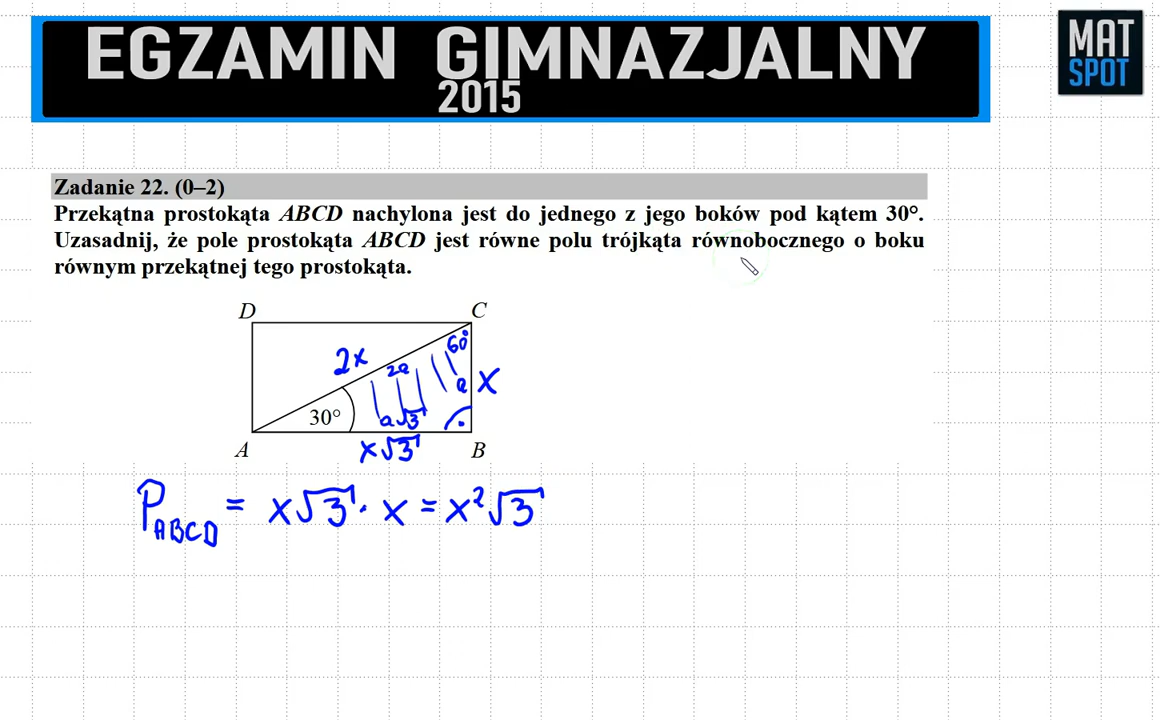 EGZAMIN GIMNAZJALNY
2015
MAT
SPOT
Zadanie 22. (0–2)
Przekątna prostokąta ABCD nachylona jest do jednego z jego boków pod kątem 30°.
Uzasadnij, że pole prostokąta ABCD jest równe polu trójkąta równobocznego o boku
równym przekątnej tego prostokąta.
D
C
60°
2x
2a
a
x
30°
a√3
A
x√3
B
P_ABCD = x√3 · x = x²√3